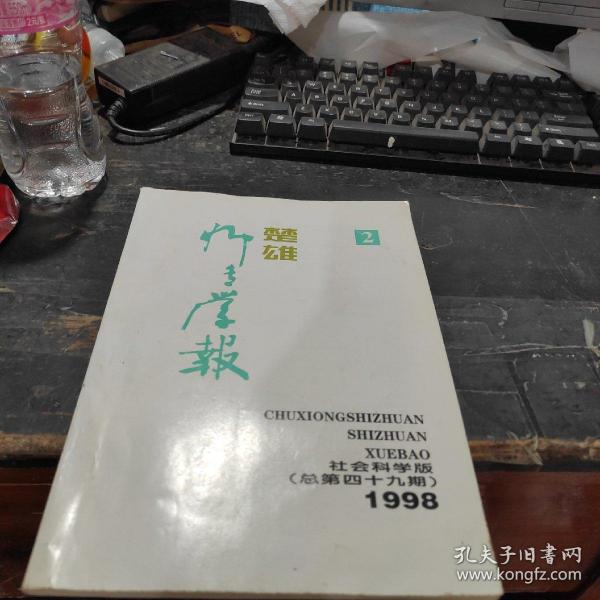 楚雄
师专学報
2
CHUXIONGSHIZHUAN
SHIZHUAN
XUEBAO
社会科学版
(总第四十九期)
1998
孔夫子旧书网
www.kongfz.com